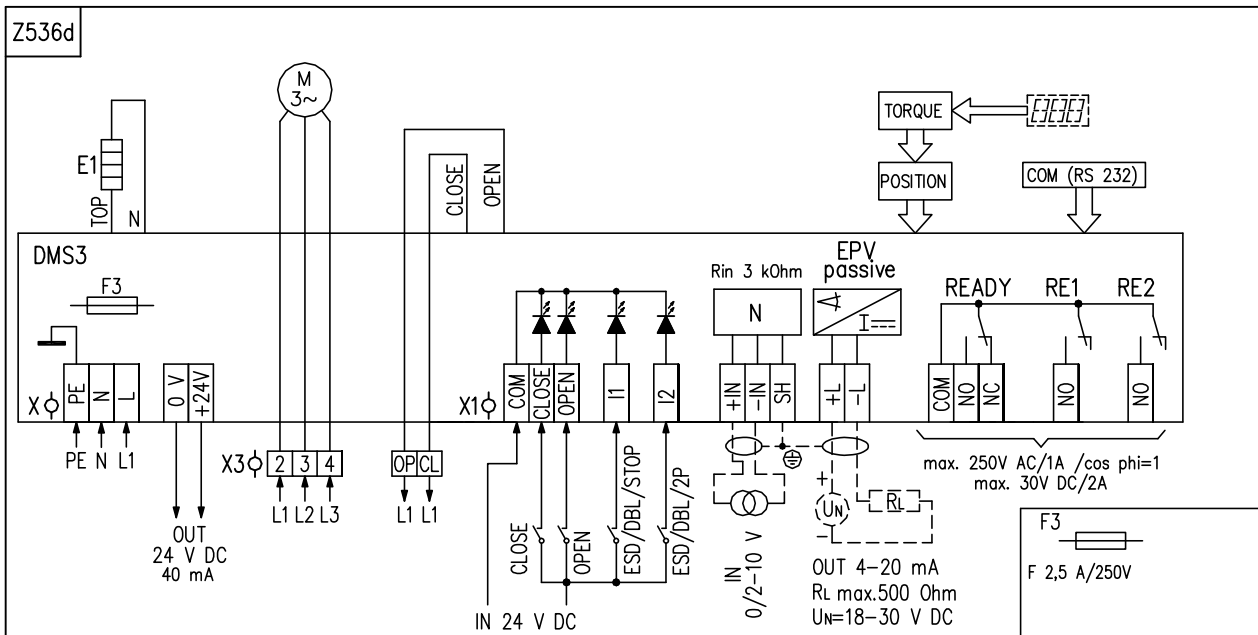 Z536d
M
3~
E1
TOP
N
CLOSE
OPEN
TORQUE
POSITION
COM (RS 232)
DMS3
F3
Rin 3 kOhm
N
EPV
passive
I
READY
RE1
RE2
X
PE
N
L
0 V
+24V
X1
COM
CLOSE
OPEN
I1
I2
+IN
-IN
SH
+L
-L
COM
NO
NC
NO
NO
PE N L1
X3
2 3 4
OP CL
L1 L2 L3
L1 L1
OUT
24 V DC
40 mA
CLOSE
OPEN
ESD/DBL/STOP
ESD/DBL/2P
IN 24 V DC
IN
0/2-10 V
+
UN
-
RL
OUT 4-20 mA
RL max.500 Ohm
UN=18-30 V DC
max. 250V AC/1A /cos phi=1
max. 30V DC/2A
F3
F 2,5 A/250V